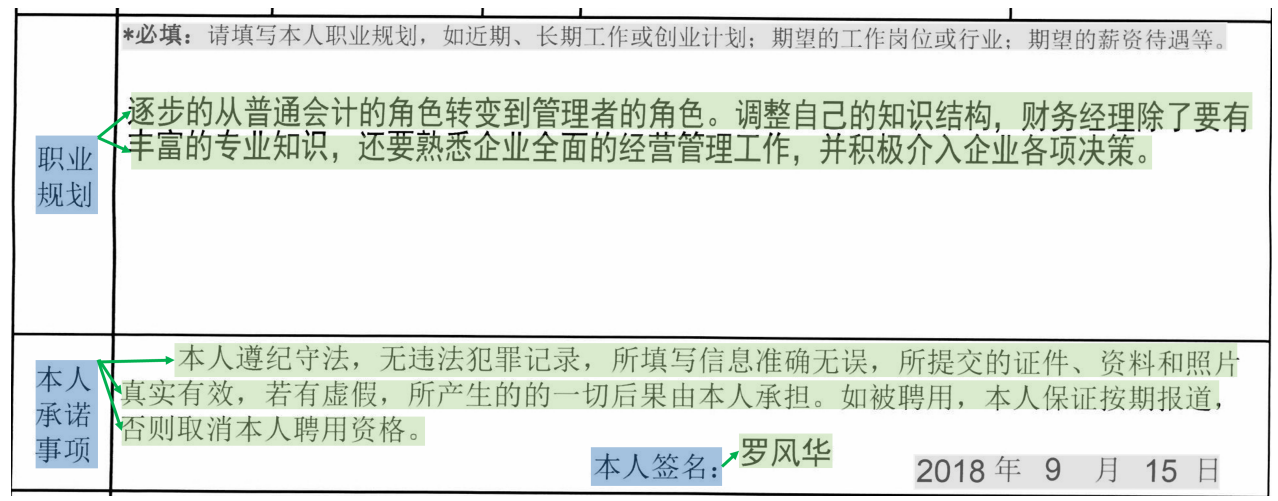 *必填：请填写本人职业规划，如近期、长期工作或创业计划；期望的工作岗位或行业；期望的薪资待遇等。
职业
规划
逐步的从普通会计的角色转变到管理者的角色。调整自己的知识结构，财务经理除了要有
丰富的专业知识，还要熟悉企业全面的经营管理工作，并积极介入企业各项决策。
本人
承诺
事项
本人遵纪守法，无违法犯罪记录，所填写信息准确无误，所提交的证件、资料和照片
真实有效，若有虚假，所产生的的一切后果由本人承担。如被聘用，本人保证按期报道，
否则取消本人聘用资格。
本人签名：罗风华
2018 年 9 月 15 日